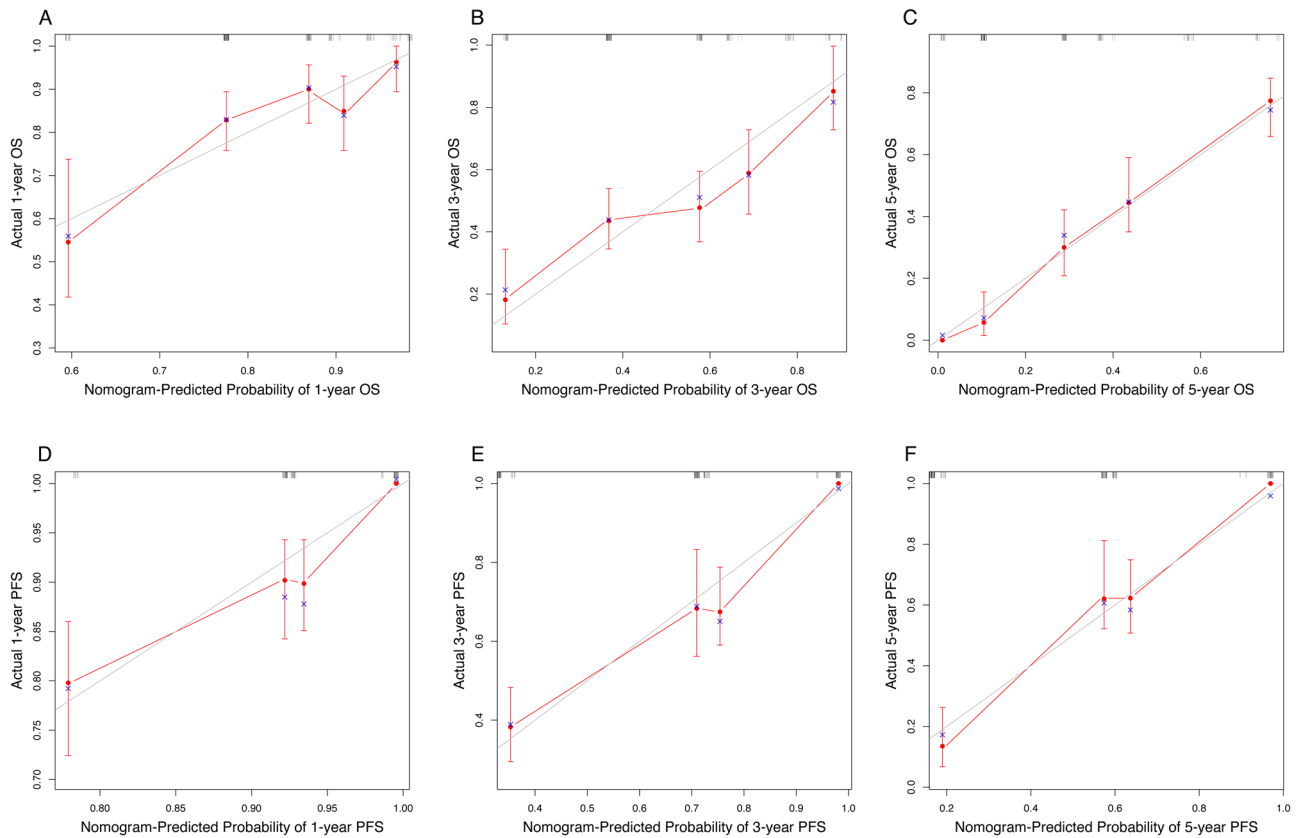 A
Actual 1-year OS
1.0
0.9
0.8
0.7
0.6
0.5
0.4
0.3
0.6 0.7 0.8 0.9
Nomogram-Predicted Probability of 1-year OS
B
Actual 3-year OS
1.0
0.8
0.6
0.4
0.2
0.2 0.4 0.6 0.8
Nomogram-Predicted Probability of 3-year OS
C
Actual 5-year OS
0.8
0.6
0.4
0.2
0.0
0.0 0.2 0.4 0.6
Nomogram-Predicted Probability of 5-year OS
D
Actual 1-year PFS
1.00
0.95
0.90
0.85
0.80
0.75
0.70
0.80 0.85 0.90 0.95 1.00
Nomogram-Predicted Probability of 1-year PFS
E
Actual 3-year PFS
1.0
0.8
0.6
0.4
0.4 0.5 0.6 0.7 0.8 0.9 1.0
Nomogram-Predicted Probability of 3-year PFS
F
Actual 5-year PFS
1.0
0.8
0.6
0.4
0.2
0.0
0.2 0.4 0.6 0.8 1.0
Nomogram-Predicted Probability of 5-year PFS